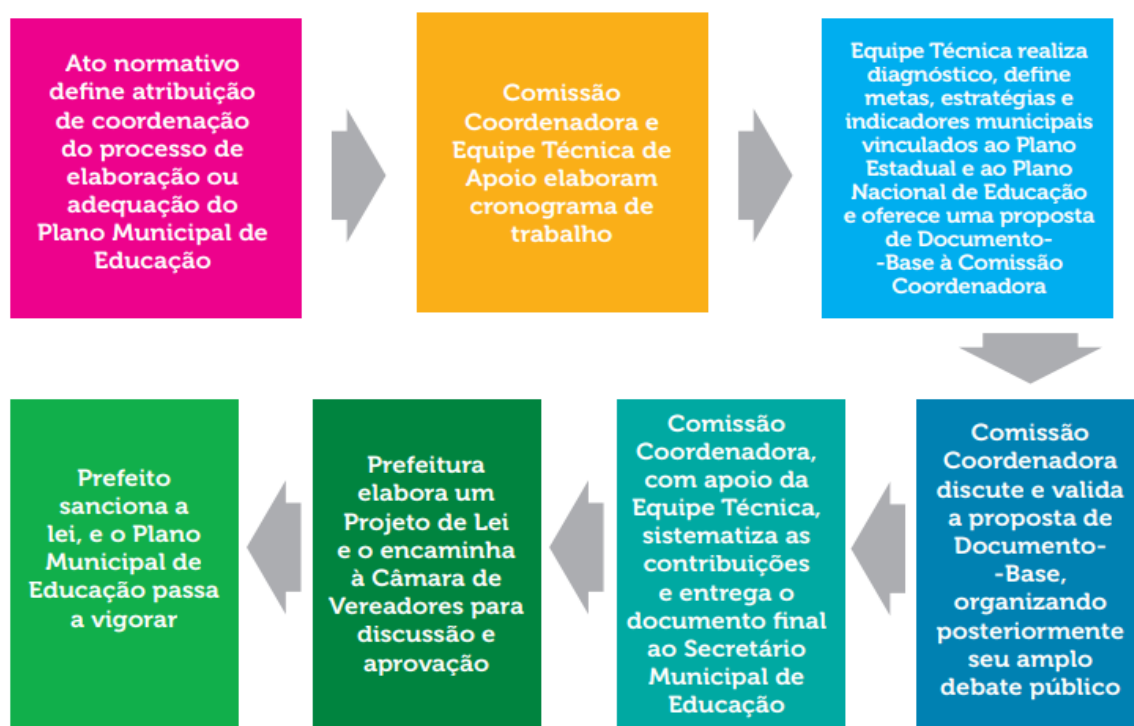 Ato normativo
define atribuição
de coordenação
do processo de
elaboração ou
adequação do
Plano Municipal de
Educação
Comissão
Coordenadora e
Equipe Técnica de
Apoio elaboram
cronograma de
trabalho
Equipe Técnica realiza
diagnóstico, define
metas, estratégias e
indicadores municipais
vinculados ao Plano
Estadual e ao Plano
Nacional de Educação
e oferece uma proposta
de Documento-
-Base à Comissão
Coordenadora
Comissão
Coordenadora
discute e valida
a proposta de
Documento-
-Base,
organizando
posteriormente
seu amplo
debate público
Comissão
Coordenadora,
com apoio da
Equipe Técnica,
sistematiza as
contribuições
e entrega o
documento final
ao Secretário
Municipal de
Educação
Prefeitura
elabora um
Projeto de Lei
e o encaminha
à Câmara de
Vereadores para
discussão e
aprovação
Prefeito
sanciona a
lei, e o Plano
Municipal de
Educação passa
a vigorar